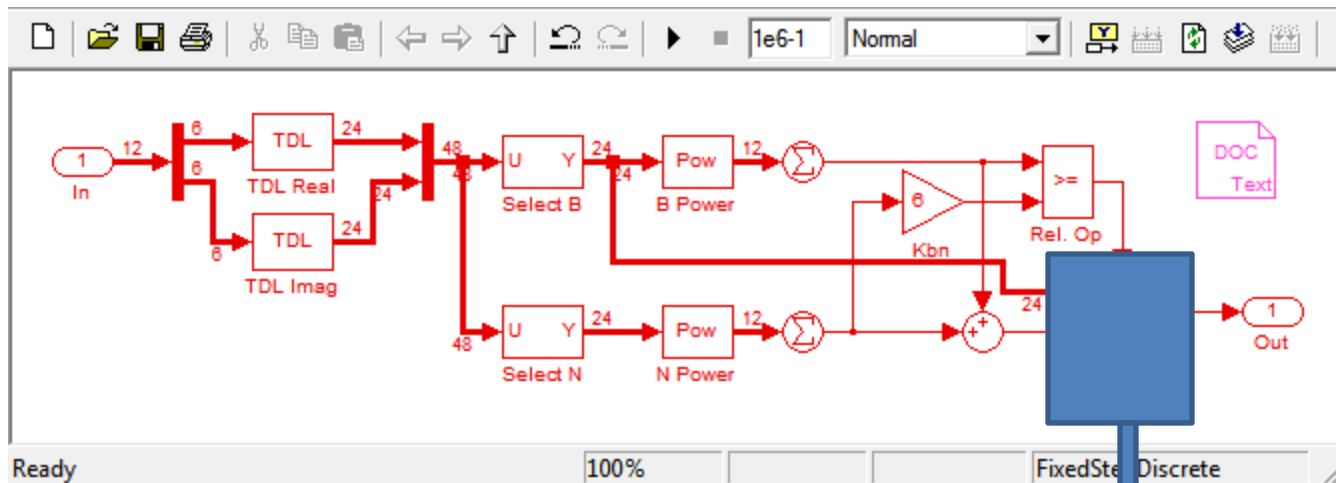 1e6-1 Normal
1 In
12
6
6
TDL
TDL Real
24
6
TDL
TDL Imag
24
24
48
48
48
U Y
Select B
24
24
Pow
B Power
12
U Y
Select N
24
Pow
N Power
12
6
Kbn
>=
Rel. Op
24
1
Out
DOC
Text
Ready 100% FixedSte Discrete